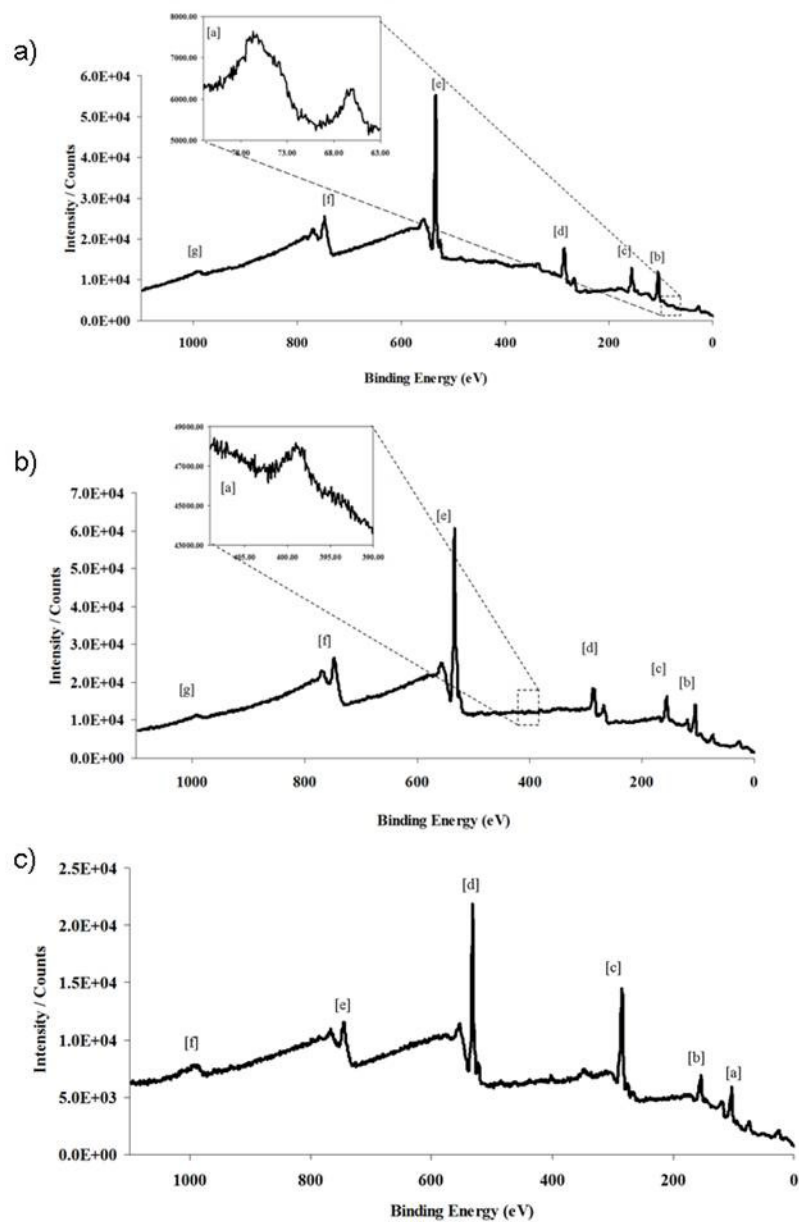 a)
[a]
8000.00
7000.00
6000.00
5000.00
78.00 73.00 68.00 63.00
6.0E+04
5.0E+04
4.0E+04
3.0E+04
2.0E+04
1.0E+04
0.0E+00
Intensity / Counts
[g]
[f]
[e]
[d]
[c]
[b]
1000 800 600 400 200 0
Binding Energy (eV)
b)
[a]
49000.00
47000.00
45000.00
43000.00
405.00 400.00 395.00 390.00
7.0E+04
6.0E+04
5.0E+04
4.0E+04
3.0E+04
2.0E+04
1.0E+04
0.0E+00
Intensity / Counts
[g]
[f]
[e]
[d]
[c]
[b]
1000 800 600 400 200 0
Binding Energy (eV)
c)
2.5E+04
2.0E+04
1.5E+04
1.0E+04
5.0E+03
0.0E+00
Intensity / Counts
[f]
[e]
[d]
[c]
[b]
[a]
1000 800 600 400 200 0
Binding Energy (eV)